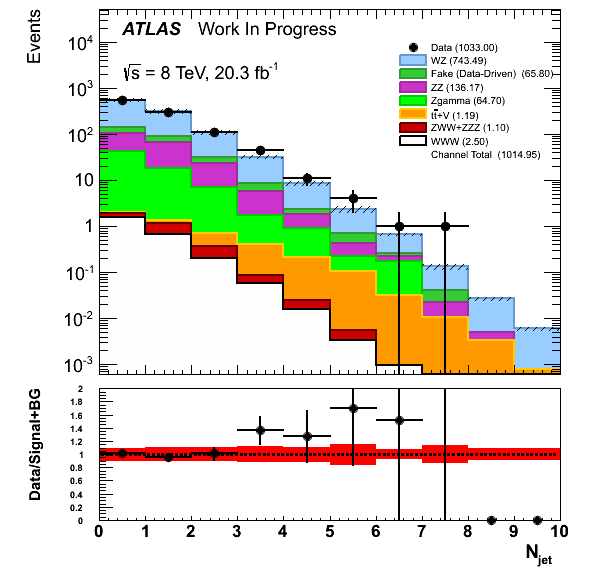 Events
ATLAS Work In Progress
√s = 8 TeV, 20.3 fb⁻¹
Data (1033.00)
WZ (743.49)
Fake (Data-Driven) (65.80)
ZZ (136.17)
Zgamma (64.70)
tt̄+V (1.19)
ZWW+ZZZ (1.10)
WWW (2.50)
Channel Total (1014.95)
10⁴
10³
10²
10
1
10⁻¹
10⁻²
10⁻³
Data/Signal+BG
2
1.8
1.6
1.4
1.2
1
0.8
0.6
0.4
0.2
0
0 1 2 3 4 5 6 7 8 9 10
N_jet